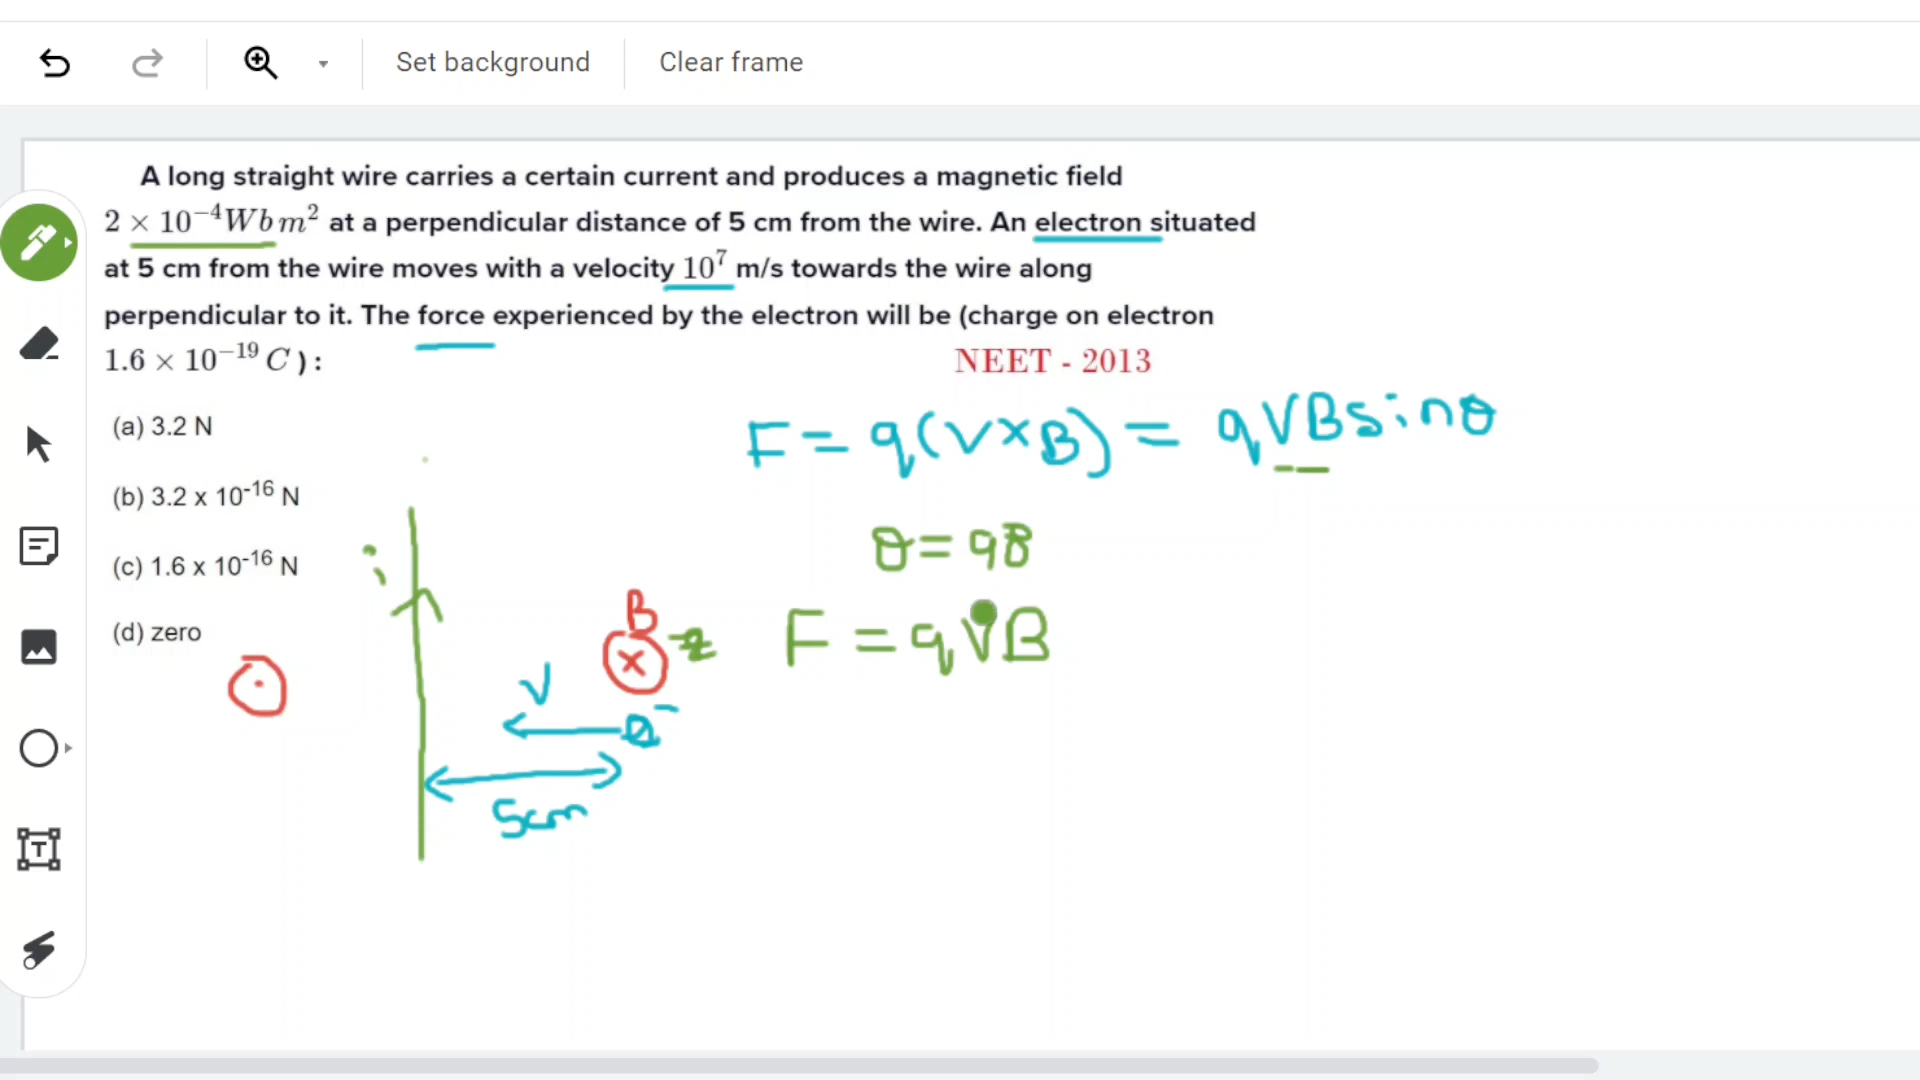 Set background
Clear frame
A long straight wire carries a certain current and produces a magnetic field
2 × 10⁻⁴Wb m² at a perpendicular distance of 5 cm from the wire. An electron situated
at 5 cm from the wire moves with a velocity 10⁷ m/s towards the wire along
perpendicular to it. The force experienced by the electron will be (charge on electron
1.6 × 10⁻¹⁹ C ) :
NEET - 2013
(a) 3.2 N
(b) 3.2 x 10⁻¹⁶ N
(c) 1.6 x 10⁻¹⁶ N
(d) zero
F = q(V×B) = qVBsinθ
θ = 90
F = qVB
i
B
V
5cm